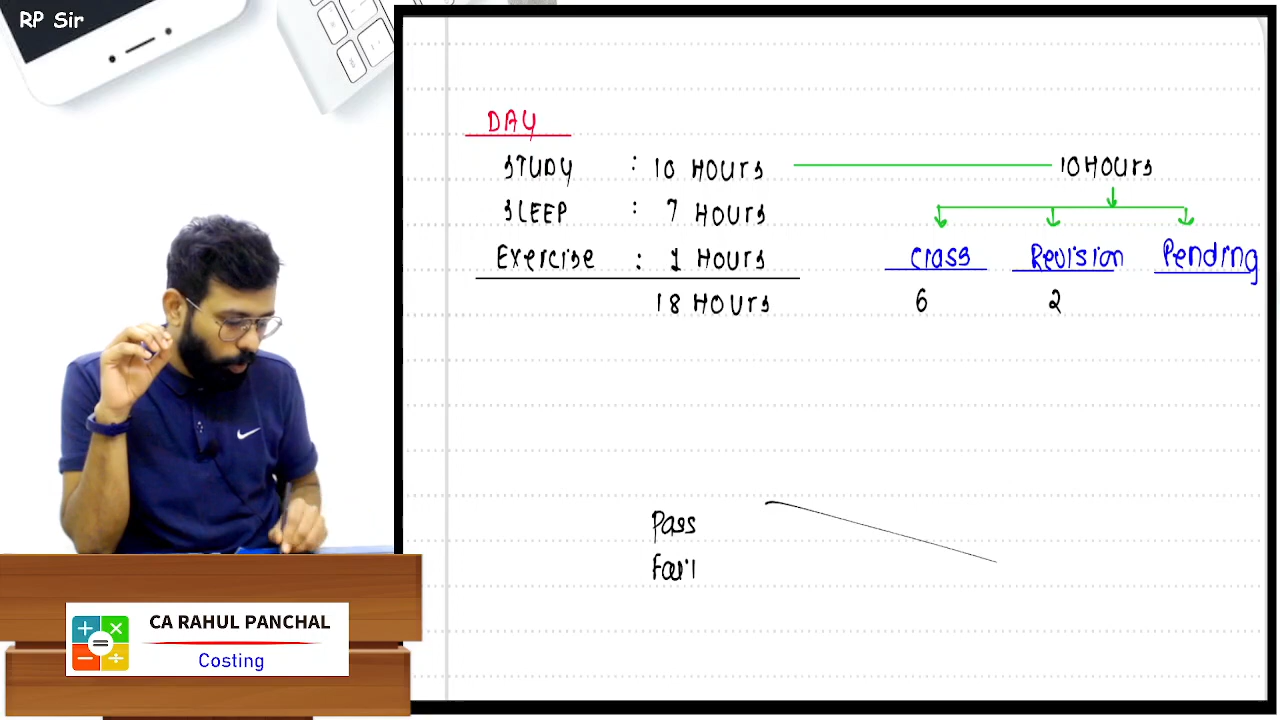 RP Sir
DAY
STUDY : 10 HOURS 10 HOURS
SLEEP : 7 HOURS
Exercise : 1 HOURS Class Revision Pending
18 HOURS 6 2
Pass
Fail
CA RAHUL PANCHAL
Costing